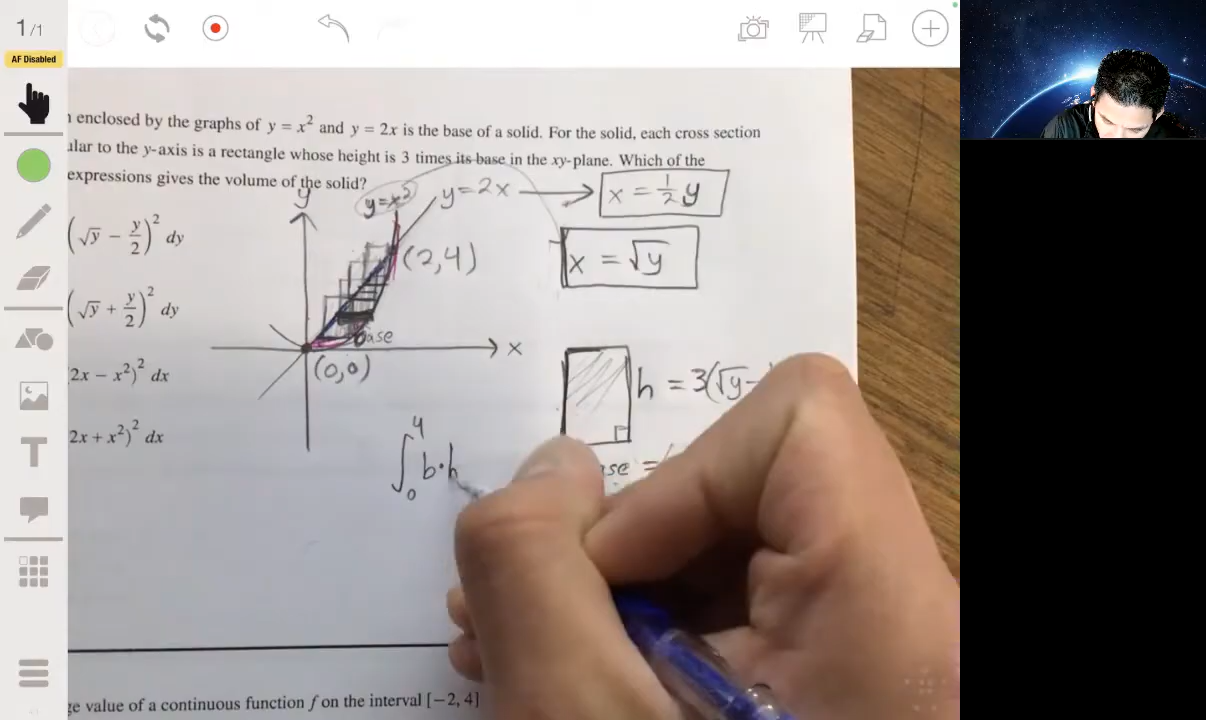 1/1
AF Disabled
enclosed by the graphs of y = x² and y = 2x is the base of a solid. For the solid, each cross section
ular to the y-axis is a rectangle whose height is 3 times its base in the xy-plane. Which of the
expressions gives the volume of the solid?
(√y − y/2)² dy
(√y + y/2)² dy
2x − x²)² dx
2x + x²)² dx
y
y=x²
y=2x
x = 1/2 y
x = √y
(2,4)
base
x
(0,0)
h = 3(√y−
∫₀⁴ b·h
se =
T
ge value of a continuous function f on the interval [−2, 4]